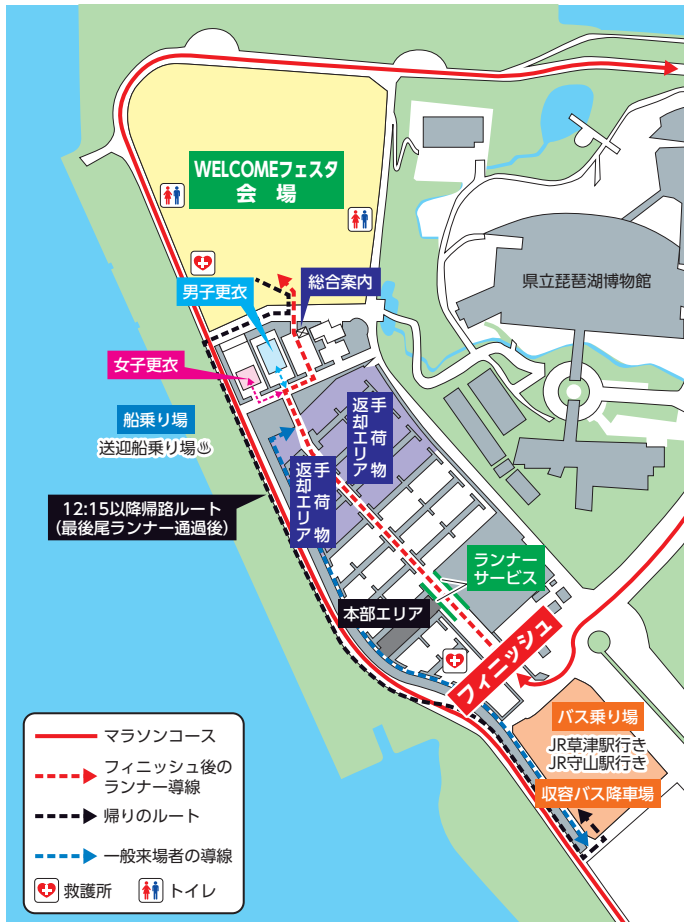 WELCOMEフェスタ
会場
県立琵琶湖博物館
男子更衣
総合案内
女子更衣
船乗り場
送迎船乗り場♨
手荷物
返却エリア
手荷物
返却エリア
12:15以降帰路ルート
(最後尾ランナー通過後)
ランナー
サービス
本部エリア
フィニッシュ
バス乗り場
JR草津駅行き
JR守山駅行き
収容バス降車場
マラソンコース
フィニッシュ後の
ランナー導線
帰りのルート
一般来場者の導線
救護所
トイレ